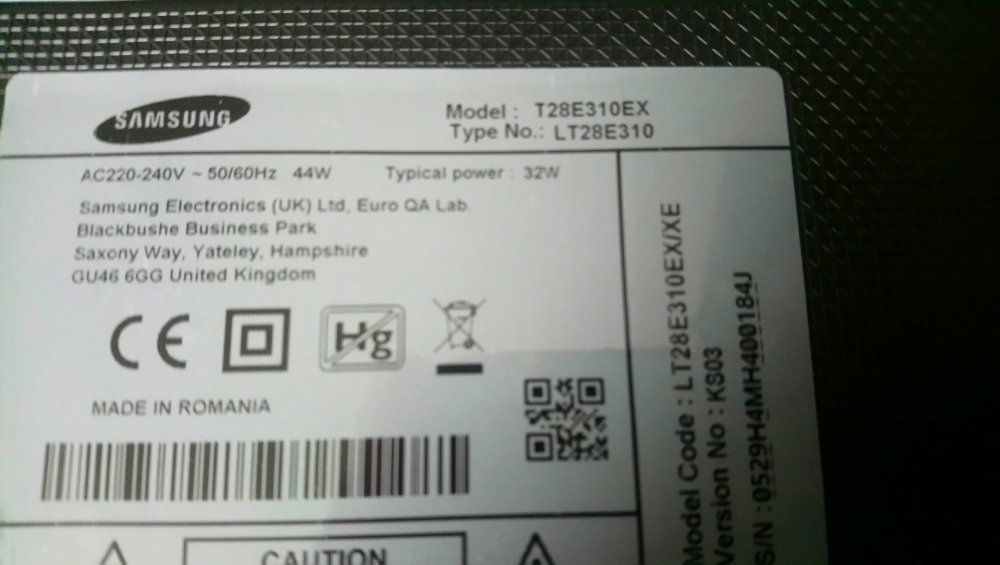 SAMSUNG
Model : T28E310EX
Type No.: LT28E310
AC220-240V ~ 50/60Hz 44W Typical power : 32W
Samsung Electronics (UK) Ltd, Euro QA Lab.
Blackbushe Business Park
Saxony Way, Yateley, Hampshire
GU46 6GG United Kingdom
CE
Hg
MADE IN ROMANIA
CAUTION
Model Code : LT28E310EX/XE
Version No : KS03
S/N : 0529H4MH400184J